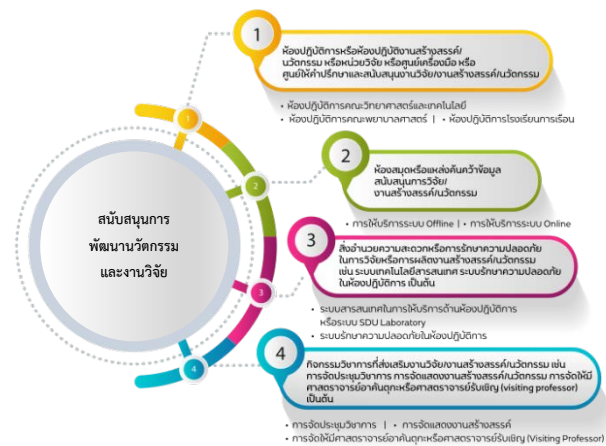 สนับสนุนการ
พัฒนานวัตกรรม
และงานวิจัย
1
2
3
4
1
ห้องปฏิบัติการหรือห้องปฏิบัติงานสร้างสรรค์/
นวัตกรรม หรือหน่วยวิจัย หรือศูนย์เครื่องมือ หรือ
ศูนย์ให้คำปรึกษาและสนับสนุนงานวิจัย/งานสร้างสรรค์/นวัตกรรม
• ห้องปฏิบัติการคณะวิทยาศาสตร์และเทคโนโลยี
• ห้องปฏิบัติการคณะพยาบาลศาสตร์ | • ห้องปฏิบัติการโรงเรียนการเรือน
2
ห้องสมุดหรือแหล่งค้นคว้าข้อมูล
สนับสนุนการวิจัย/
งานสร้างสรรค์/นวัตกรรม
• การให้บริการระบบ Offline | • การให้บริการระบบ Online
3
สิ่งอำนวยความสะดวกหรือการรักษาความปลอดภัย
ในการวิจัยหรือการผลิตงานสร้างสรรค์/นวัตกรรม
เช่น ระบบเทคโนโลยีสารสนเทศ ระบบรักษาความปลอดภัย
ในห้องปฏิบัติการ เป็นต้น
• ระบบสารสนเทศในการให้บริการด้านห้องปฏิบัติการ
หรือระบบ SDU Laboratory
• ระบบรักษาความปลอดภัยในห้องปฏิบัติการ
4
กิจกรรมวิชาการที่ส่งเสริมงานวิจัย/งานสร้างสรรค์/นวัตกรรม เช่น
การจัดประชุมวิชาการ การจัดแสดงงานสร้างสรรค์/นวัตกรรม การจัดให้มี
ศาสตราจารย์อาคันตุกะหรือศาสตราจารย์รับเชิญ (visiting professor)
เป็นต้น
• การจัดประชุมวิชาการ | • การจัดแสดงงานสร้างสรรค์
• การจัดให้มีศาสตราจารย์อาคันตุกะหรือศาสตราจารย์รับเชิญ (Visiting Professor)